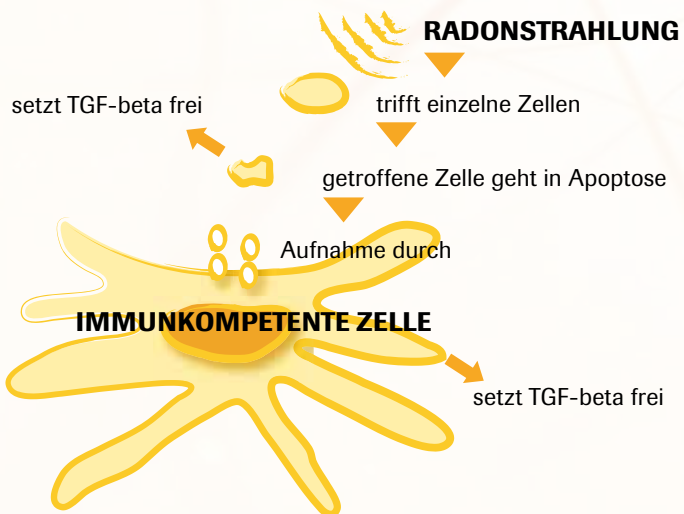 RADONSTRAHLUNG
setzt TGF-beta frei
trifft einzelne Zellen
getroffene Zelle geht in Apoptose
Aufnahme durch
IMMUNKOMPETENTE ZELLE
setzt TGF-beta frei